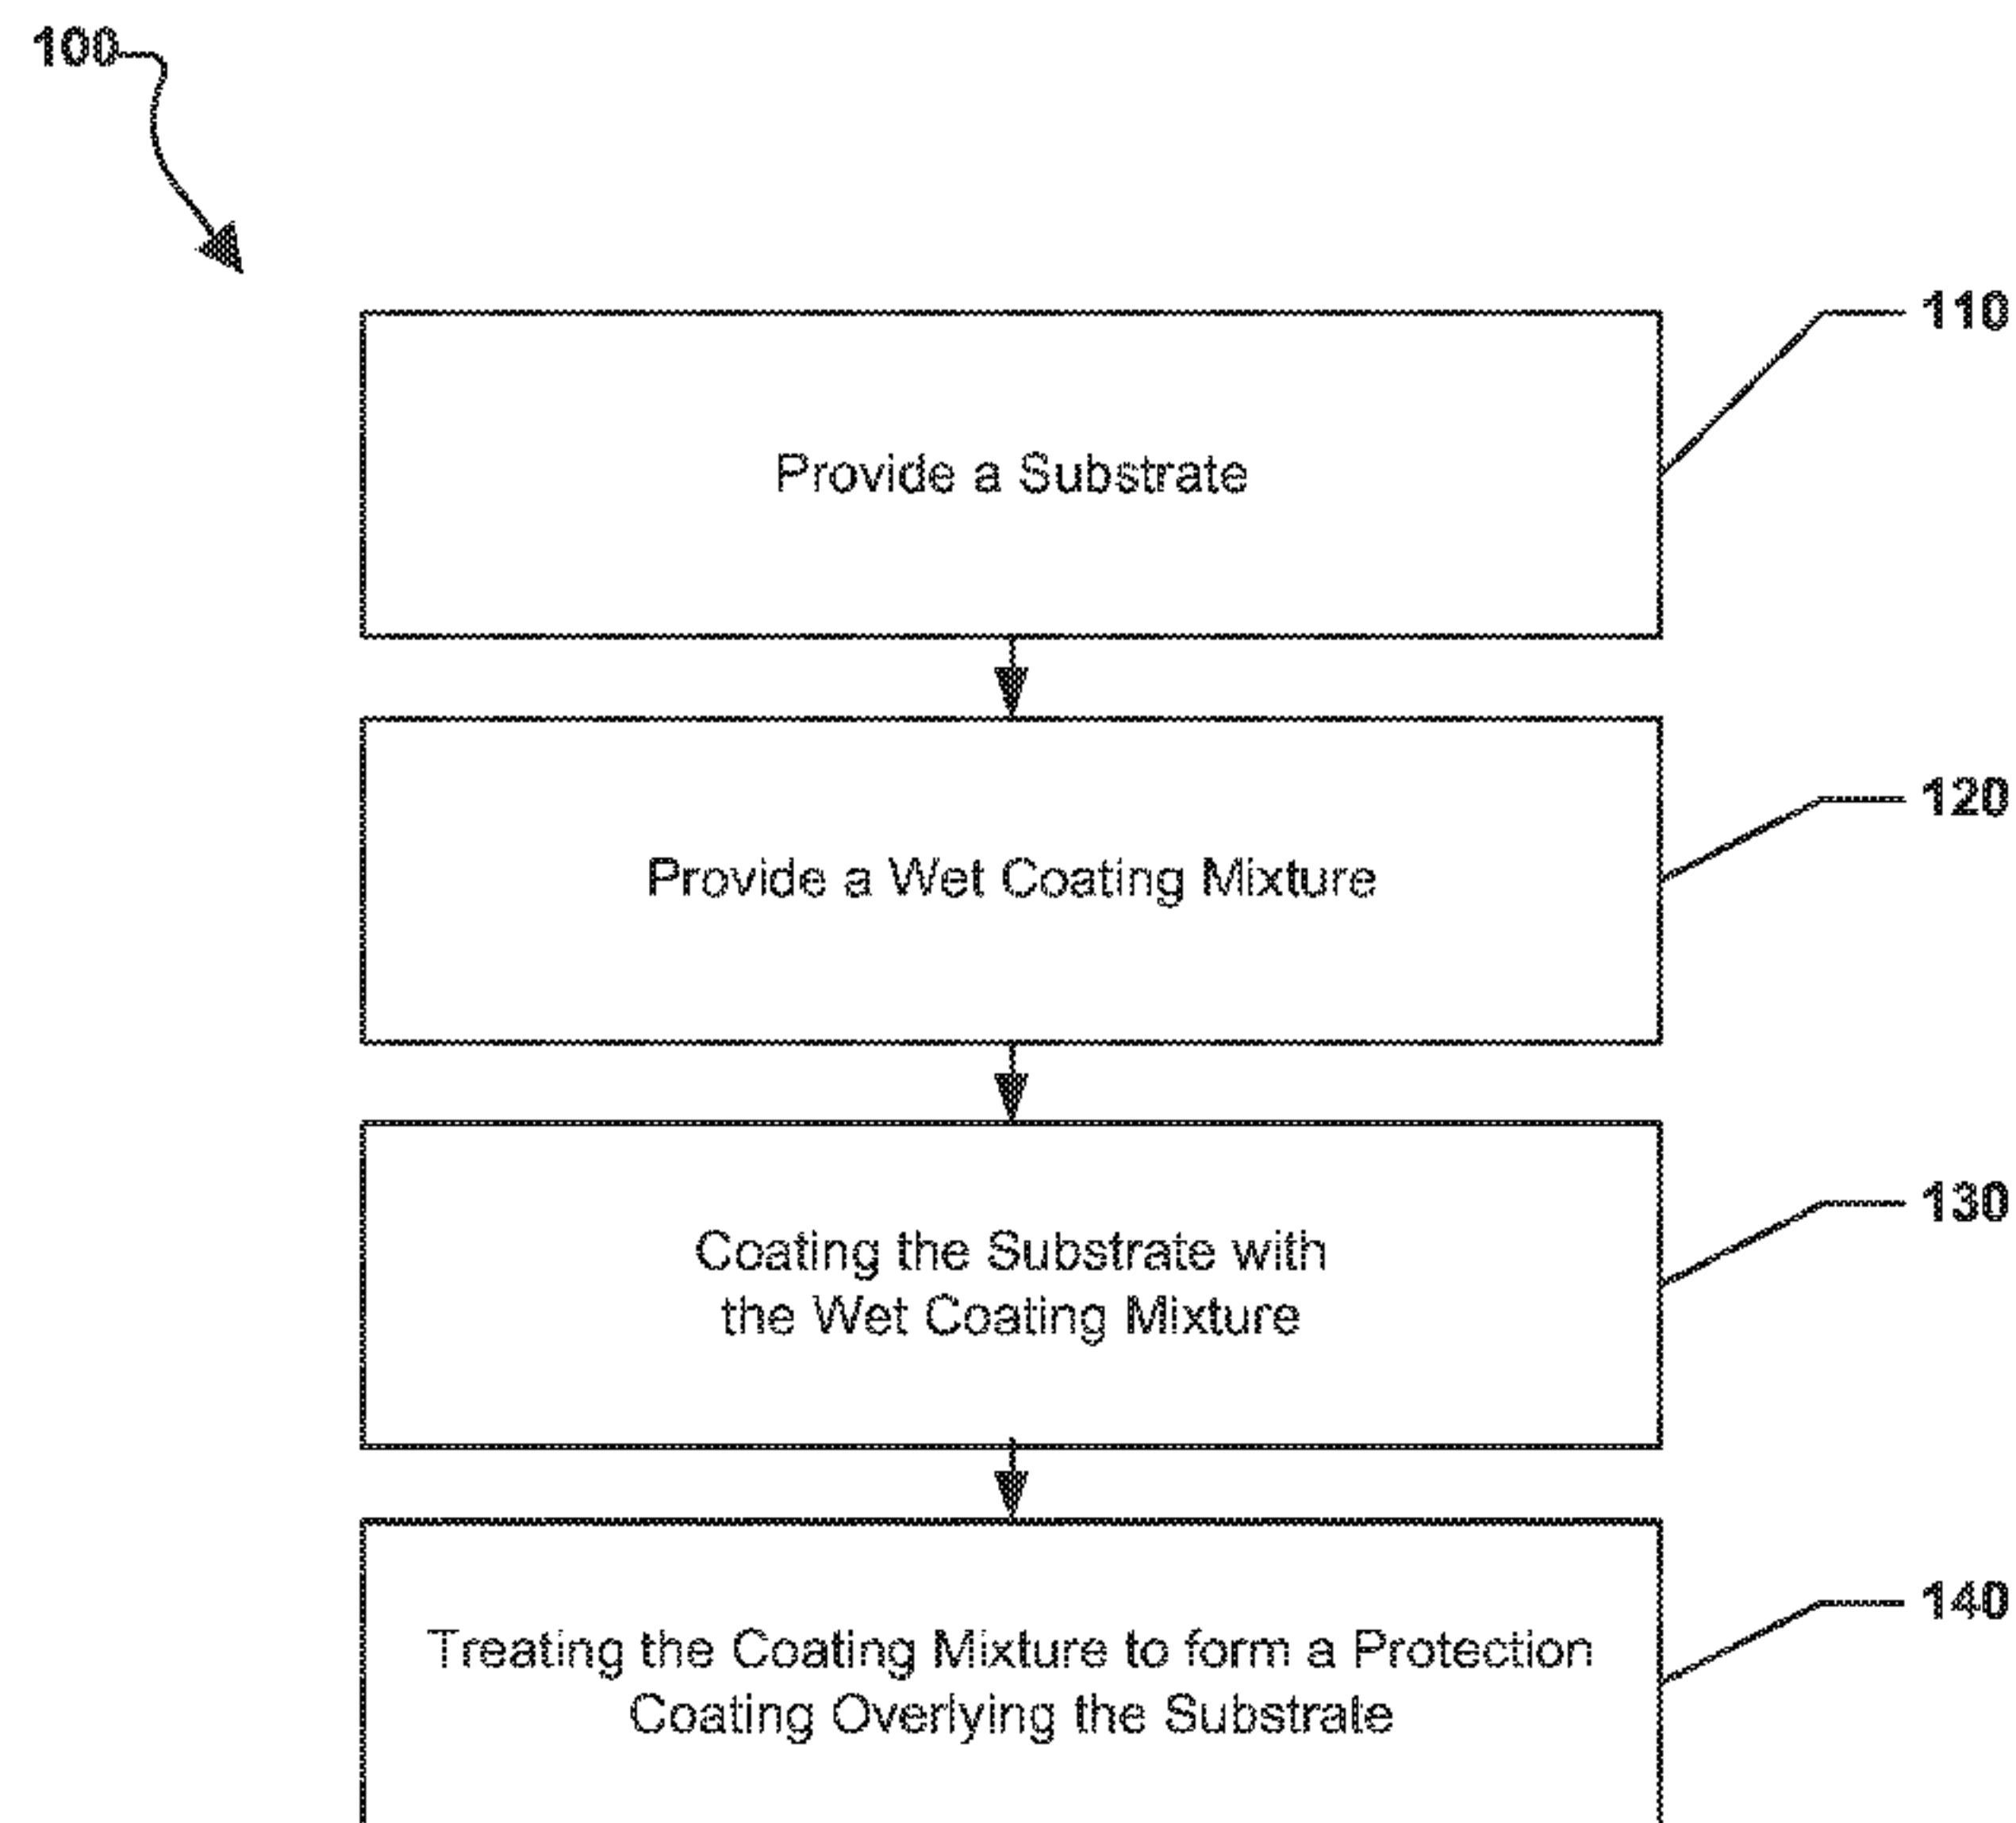 100
110
Provide a Substrate
120
Provide a Wet Coating Mixture
130
Coating the Substrate with
the Wet Coating Mixture
140
Treating the Coating Mixture to form a Protection
Coating Overlying the Substrate